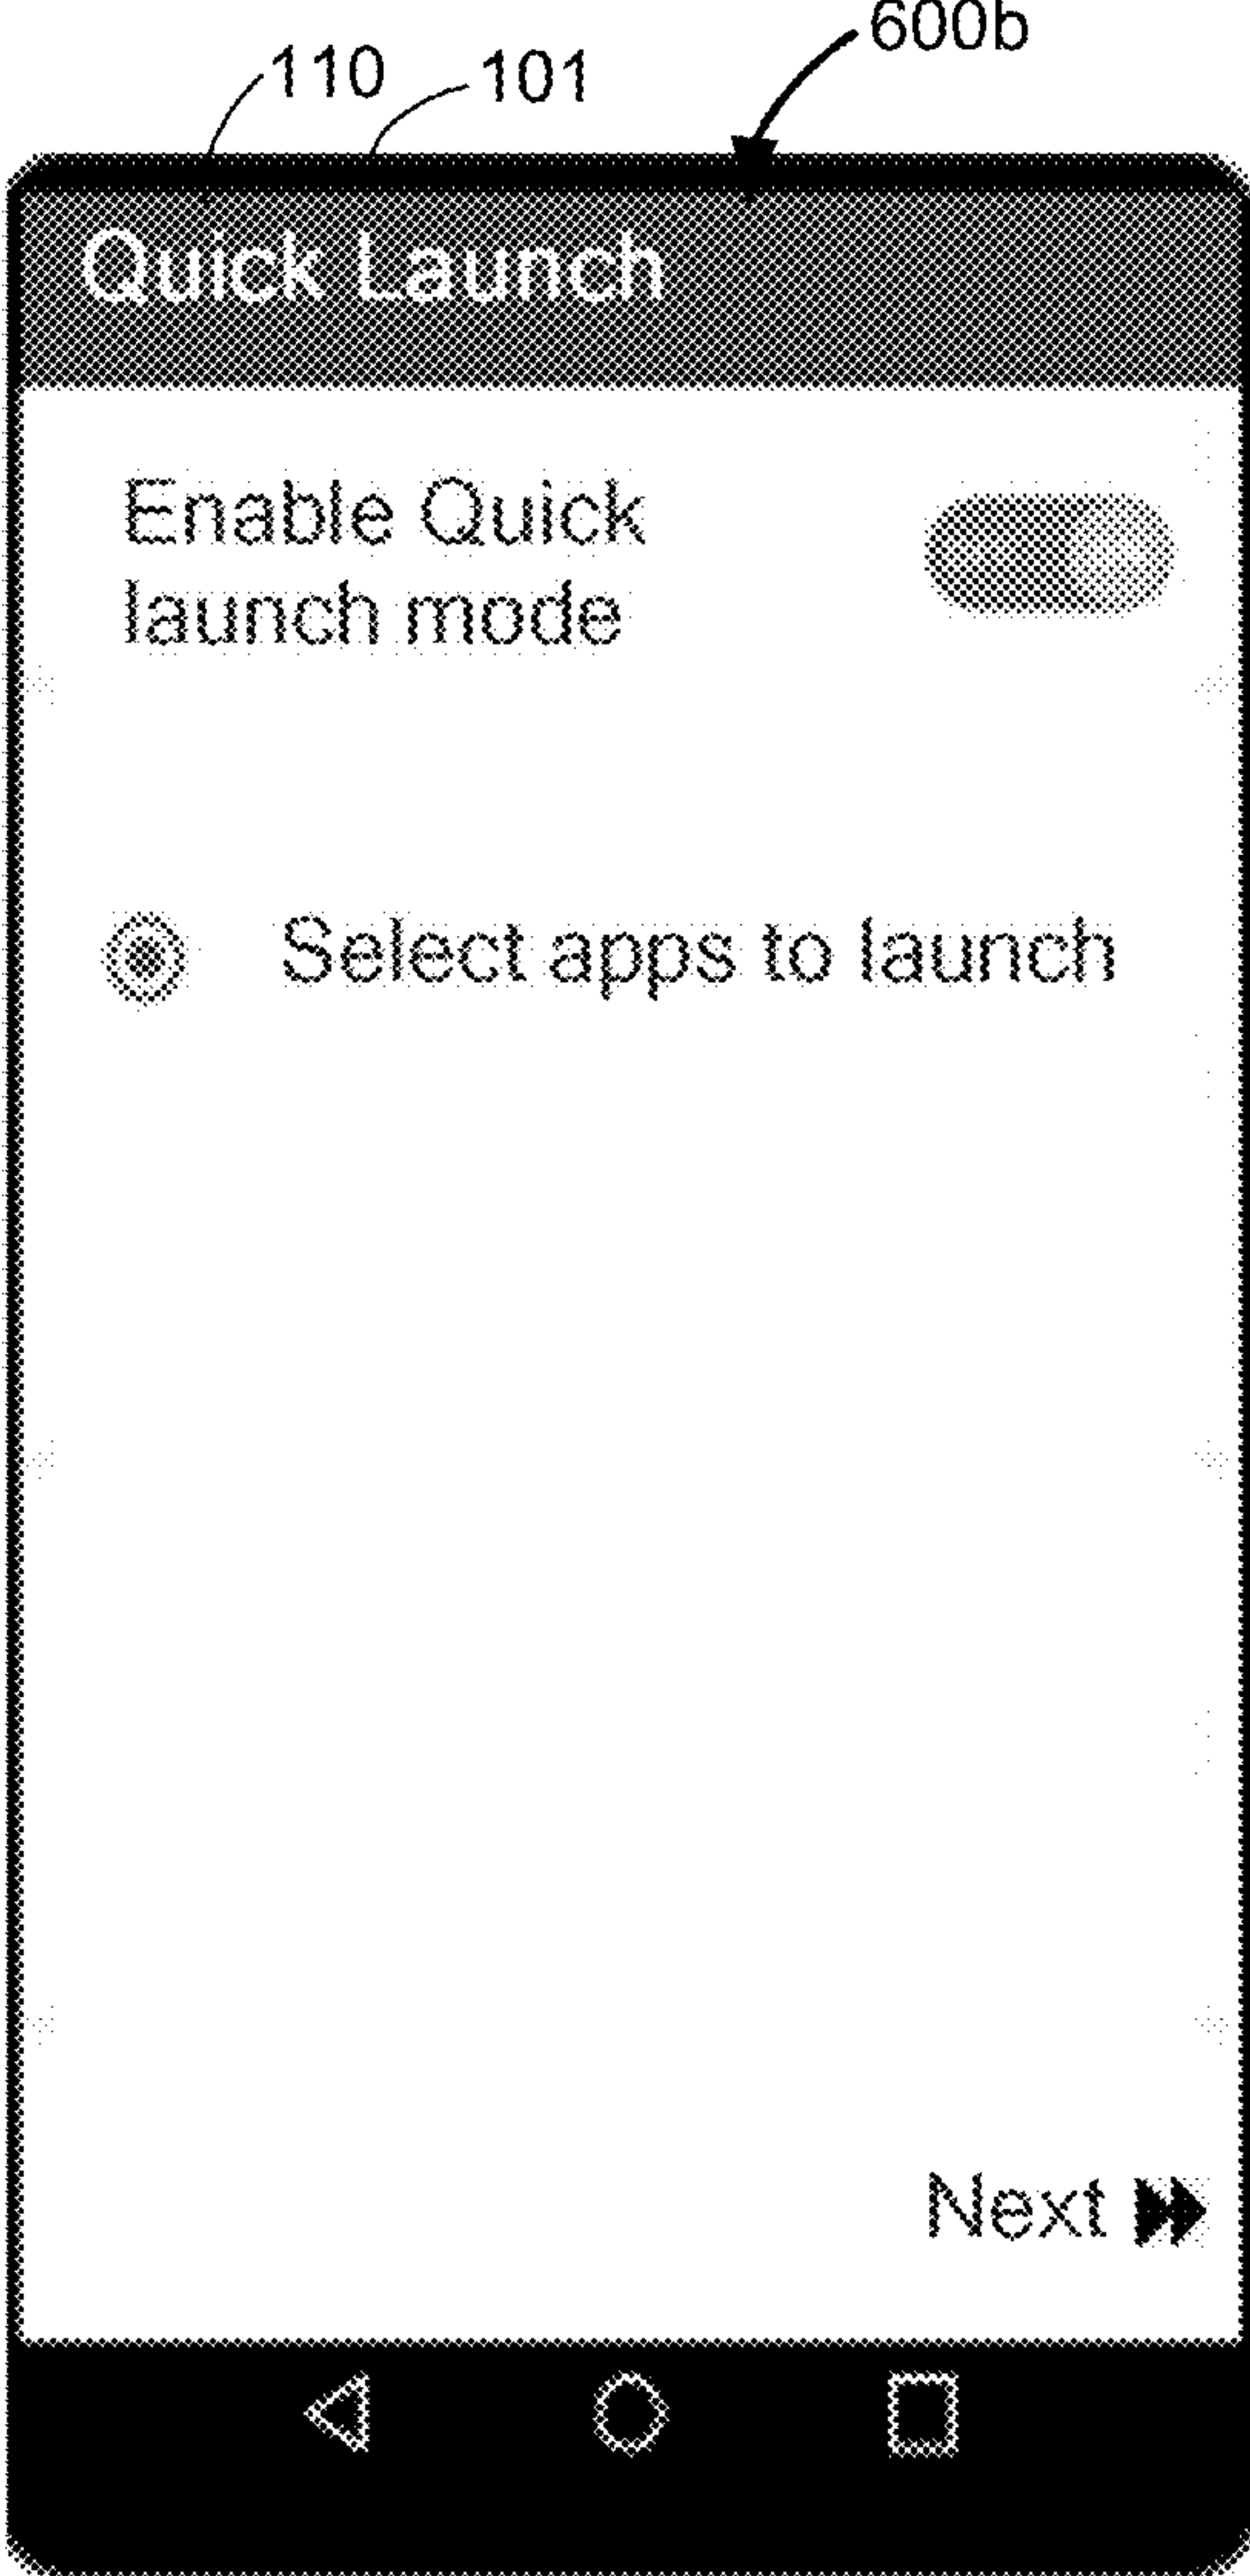 600b
110 101
Quick Launch
Enable Quick
launch mode
Select apps to launch
Next